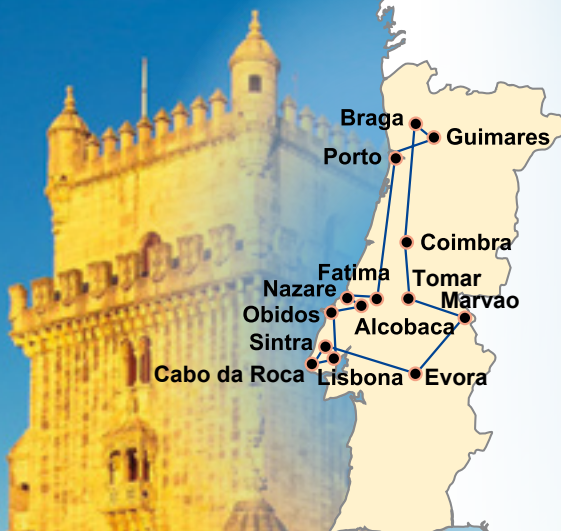 Braga
Guimares
Porto
Coimbra
Fatima
Tomar
Nazare
Marvao
Obidos
Alcobaca
Sintra
Cabo da Roca
Lisbona
Evora